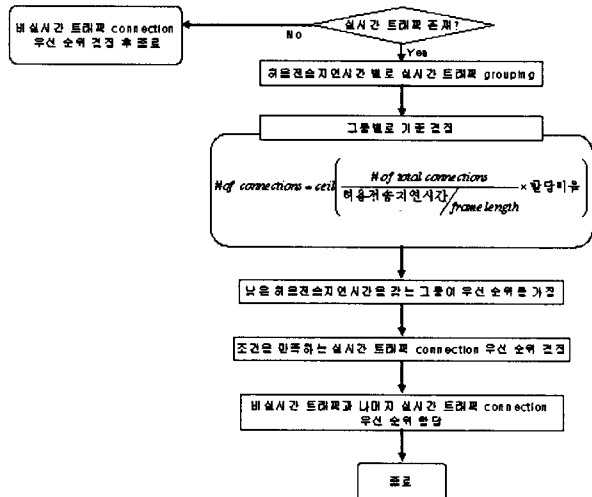 실시간 트래픽 존재?
No
Yes
비실시간 트래픽 connection
우선 순위 결정 후 종료
허용전송지연시간 별로 실시간 트래픽 grouping
그룹별로 기준 결정
# of connections = ceil ( # of total connections / ( 허용전송지연시간 / frame length ) × 할당비율 )
낮은 허용전송지연시간을 갖는 그룹이 우선 순위를 가짐
조건을 만족하는 실시간 트래픽 connection 우선 순위 결정
비실시간 트래픽과 나머지 실시간 트래픽 connection
우선 순위 할당
종료